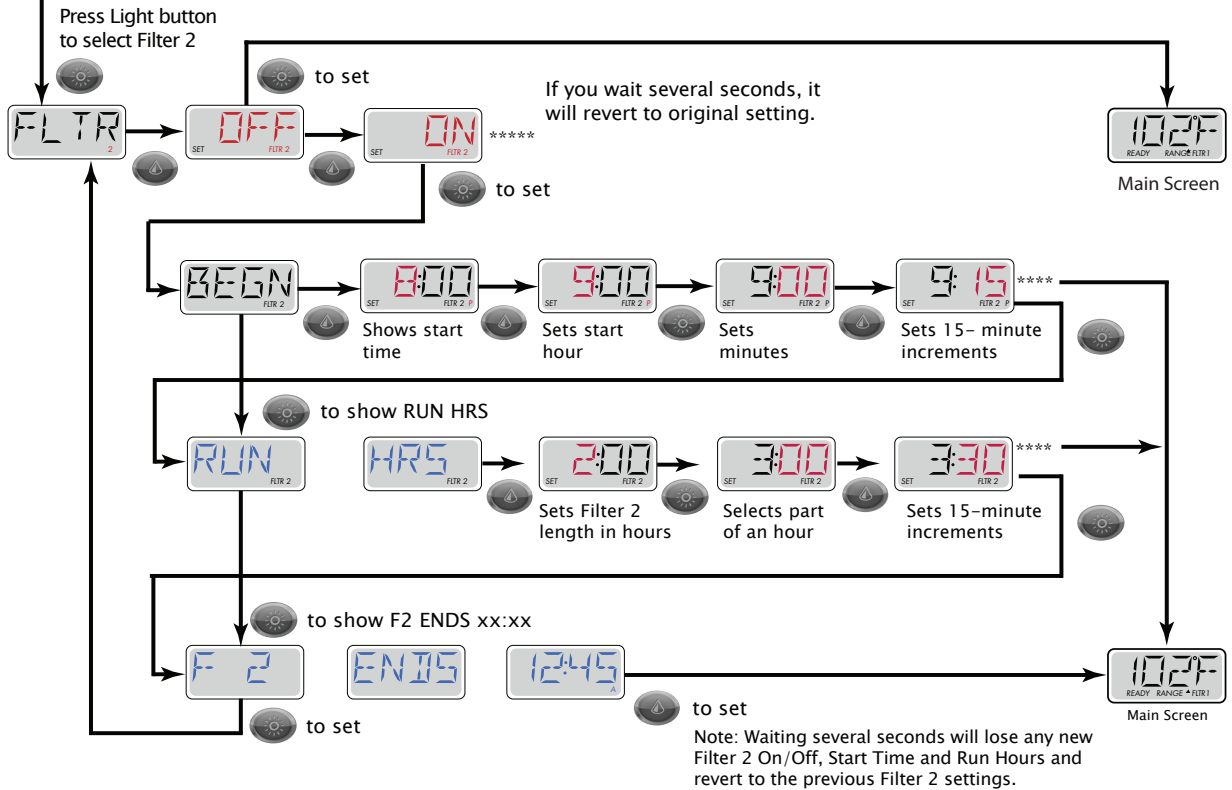 Press Light button
to select Filter 2
to set
If you wait several seconds, it
will revert to original setting.
FLTR
2
OFF
SET FLTR 2
ON
SET FLTR 2
*****
102°F
READY RANGE FLTR1
Main Screen
to set
BEGN
FLTR 2
8:00
SET FLTR 2 P
9:00
SET FLTR 2 P
9:00
SET FLTR 2 P
9:15
SET FLTR 2 P
****
Shows start
time
Sets start
hour
Sets
minutes
Sets 15- minute
increments
to show RUN HRS
RUN
FLTR 2
HRS
FLTR 2
2:00
SET FLTR 2
3:00
SET FLTR 2
3:30
SET FLTR 2
****
Sets Filter 2
length in hours
Selects part
of an hour
Sets 15-minute
increments
to show F2 ENDS xx:xx
F 2
ENDS
12:45
A
102°F
READY RANGE FLTR1
Main Screen
to set
to set
Note: Waiting several seconds will lose any new
Filter 2 On/Off, Start Time and Run Hours and
revert to the previous Filter 2 settings.